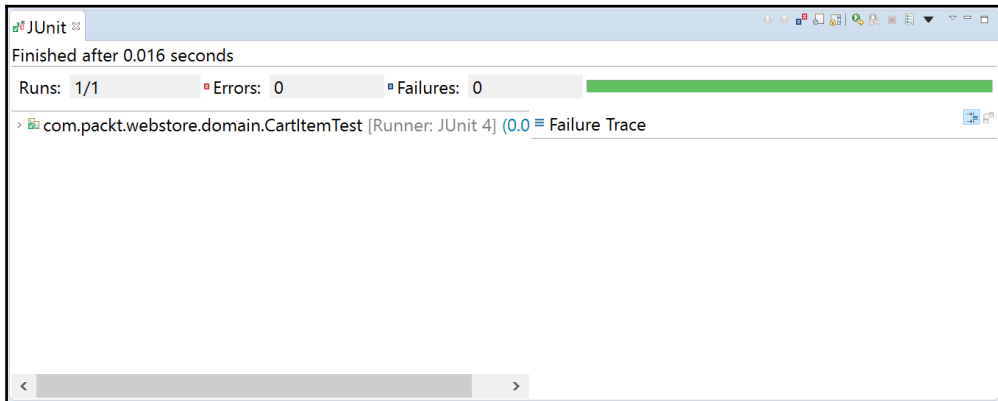 JUnit
Finished after 0.016 seconds
Runs: 1/1 Errors: 0 Failures: 0
com.packt.webstore.domain.CartItemTest [Runner: JUnit 4] (0.0
Failure Trace